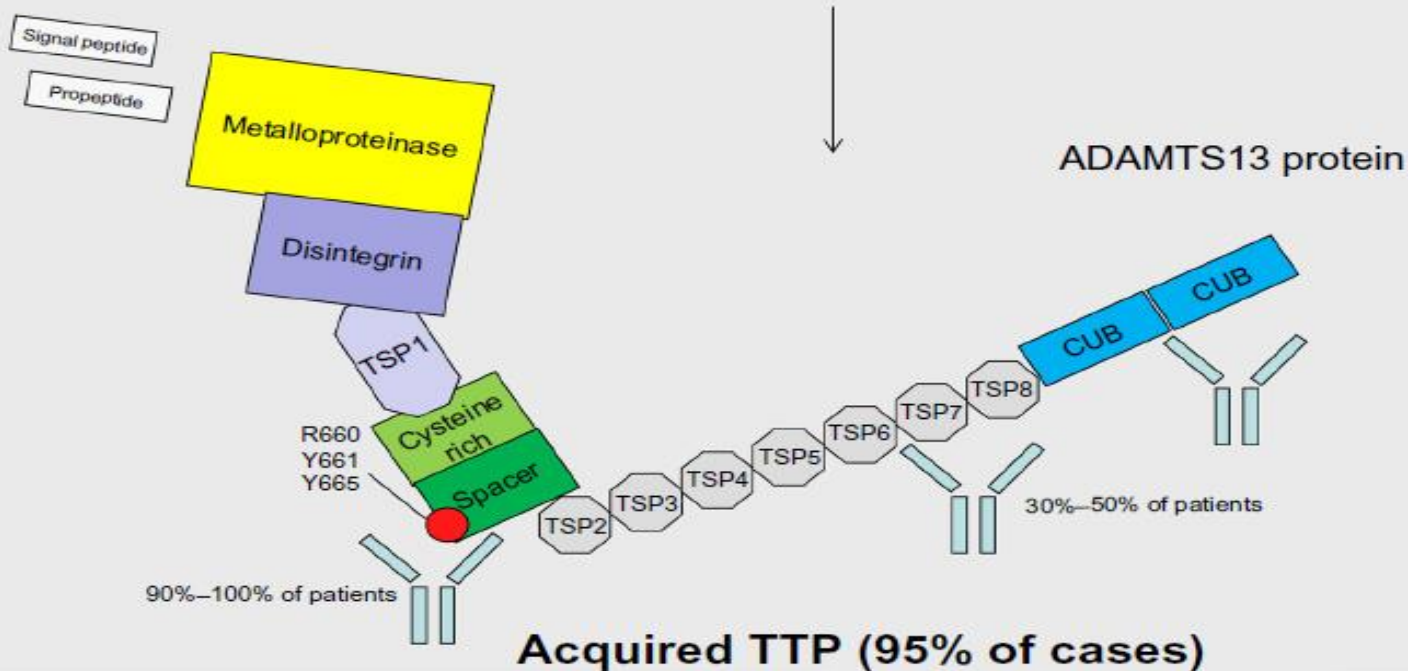 Signal peptide
Propeptide
Metalloproteinase
ADAMTS13 protein
Disintegrin
CUB
CUB
TSP1
TSP8
TSP7
TSP6
TSP5
TSP4
TSP3
TSP2
Cysteine
rich
R660
Y661
Y665
Spacer
30%–50% of patients
90%–100% of patients
Acquired TTP (95% of cases)